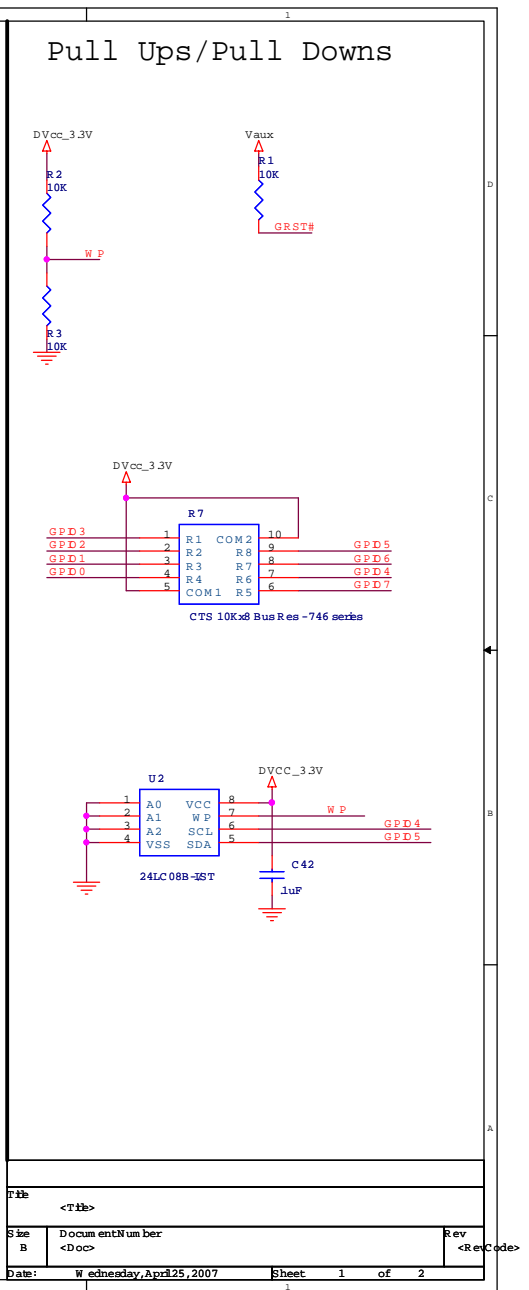 1
Pull Ups/Pull Downs
DVcc_3.3V
Vaux
R2
10K
R1
10K
D
GRST#
WP
R3
10K
DVcc_3.3V
C
R7
GPIO3 1 R1 COM2 10
GPIO2 2 R2 R8 9 GPIO5
GPIO1 3 R3 R7 8 GPIO6
GPIO0 4 R4 R6 7 GPIO4
5 COM1 R5 6 GPIO7
CTS 10Kx8 Bus Res - 746 series
DVCC_3.3V
U2
1 A0 VCC 8
2 A1 WP 7 WP
B
3 A2 SCL 6 GPIO4
4 VSS SDA 5 GPIO5
C42
24LC08B-I/ST
.1uF
A
Title
<Title>
Size Document Number Rev
B <Doc> <RevCode>
Date: Wednesday, April 25, 2007 Sheet 1 of 2
1